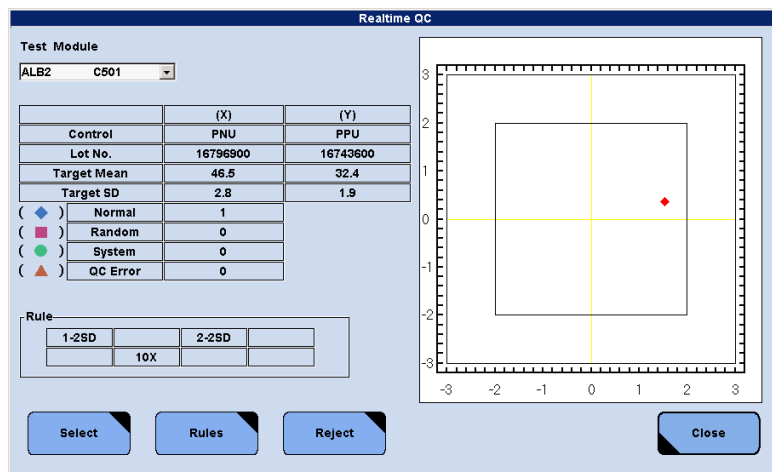 Realtime QC
Test Module
ALB2 C501
(X) (Y)
Control PNU PPU
Lot No. 16796900 16743600
Target Mean 46.5 32.4
Target SD 2.8 1.9
( ) Normal 1
( ) Random 0
( ) System 0
( ) QC Error 0
Rule
1-2SD 2-2SD
10X
Select Rules Reject Close
3
2
1
0
-1
-2
-3
-3 -2 -1 0 1 2 3